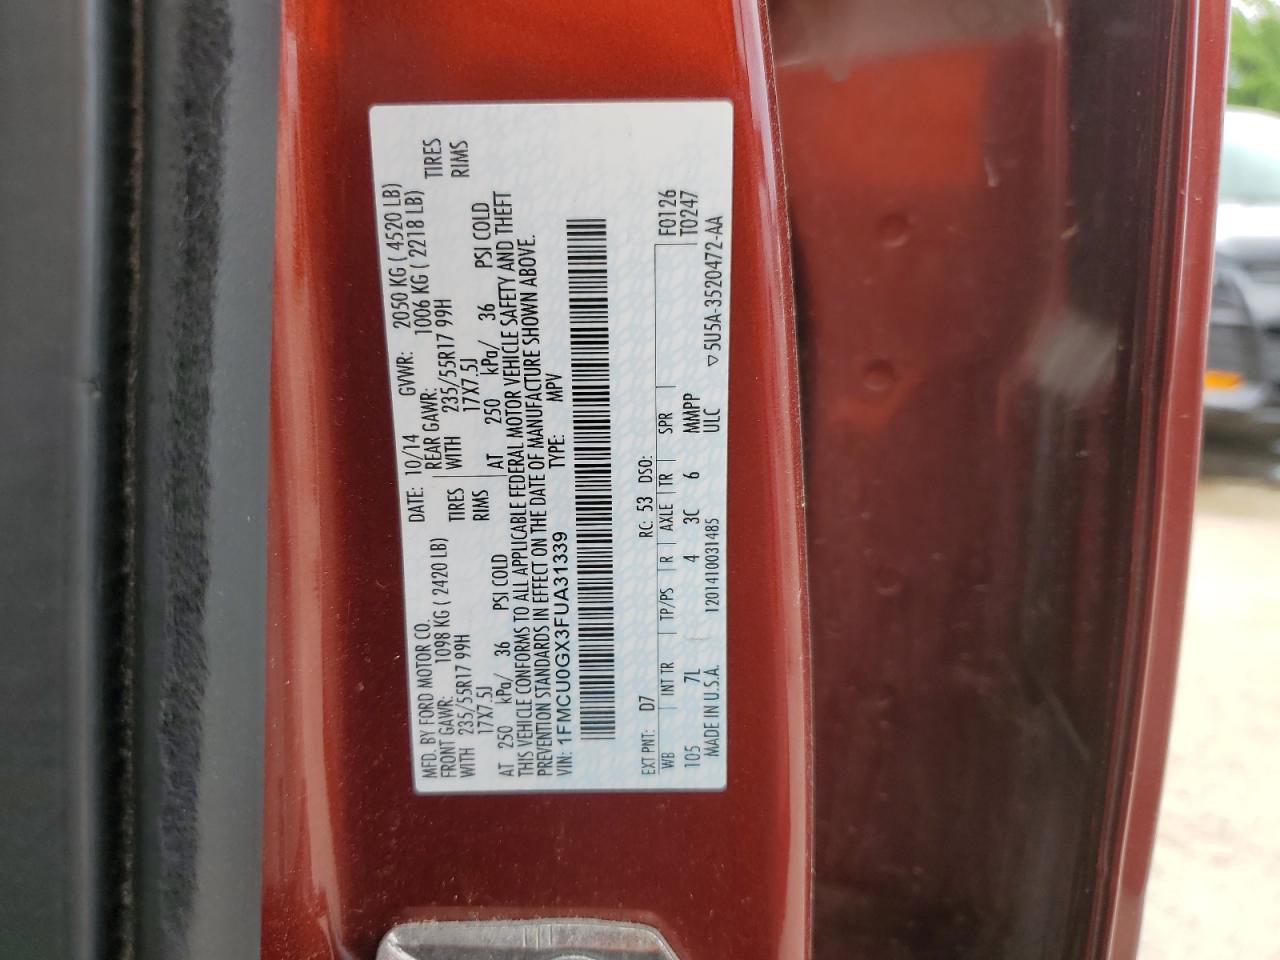 MFD. BY FORD MOTOR CO. DATE: 10/14 GVWR: 2050 KG ( 4520 LB)
FRONT GAWR: 1098 KG ( 2420 LB) REAR GAWR: 1006 KG ( 2218 LB)
WITH 235/55R17 99H TIRES WITH 235/55R17 99H TIRES
17X7.5J RIMS 17X7.5J RIMS
AT 250 kPa/ 36 PSI COLD AT 250 kPa/ 36 PSI COLD
THIS VEHICLE CONFORMS TO ALL APPLICABLE FEDERAL MOTOR VEHICLE SAFETY AND THEFT
PREVENTION STANDARDS IN EFFECT ON THE DATE OF MANUFACTURE SHOWN ABOVE.
VIN: 1FMCU0GX3FUA31339 TYPE: MPV
EXT PNT: D7 RC: 53 DSO: F0126
WB INT TR TP/PS R AXLE TR SPR T0247
105 7L 4 3C 6 MMPP
MADE IN U.S.A. 1201410031485 ULC ▽5U5A-3520472-AA